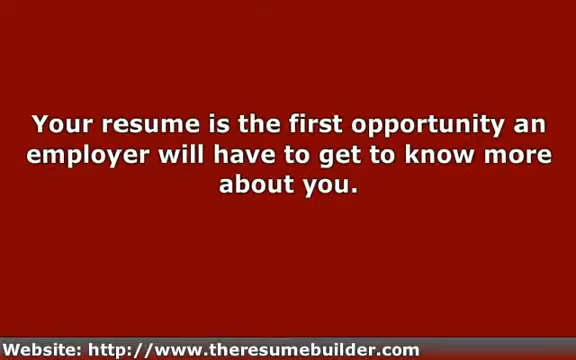 Your resume is the first opportunity an
employer will have to get to know more
about you.
Website: http://www.theresumebuilder.com